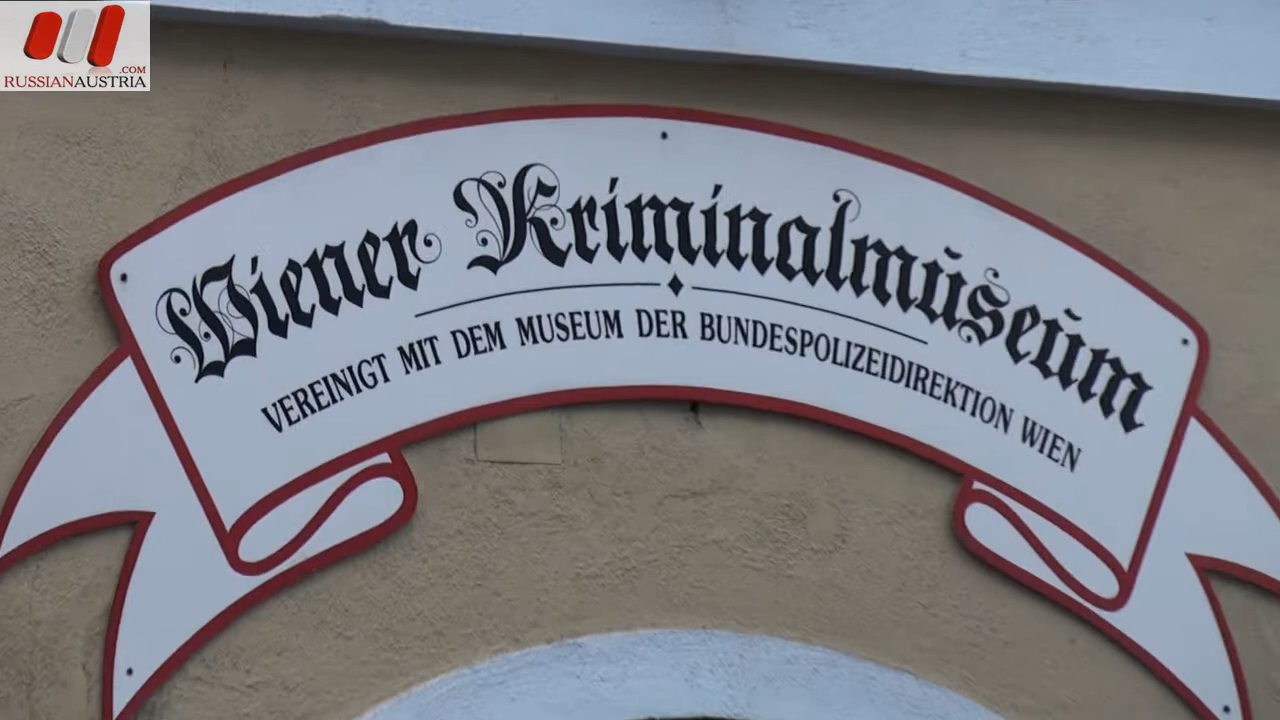 .COM
RUSSIANAUSTRIA
Wiener Kriminalmuseum
VEREINIGT MIT DEM MUSEUM DER BUNDESPOLIZEIDIREKTION WIEN